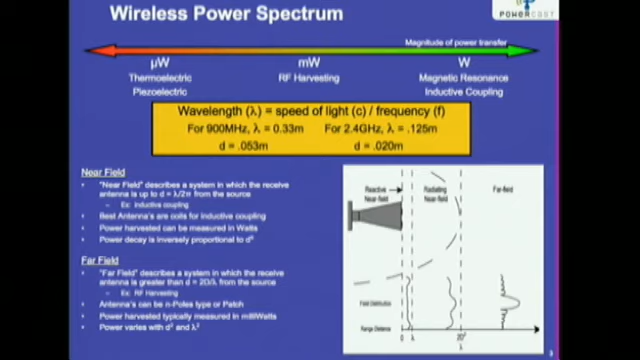 Wireless Power Spectrum
POWERCAST
Magnitude of power transfer
µW
mW
W
Thermoelectric
RF Harvesting
Magnetic Resonance
Piezoelectric
Inductive Coupling
Wavelength (λ) = speed of light (c) / frequency (f)
For 900MHz, λ = 0.33m
For 2.4GHz, λ = .125m
d = .053m
d = .020m
Near Field
"Near Field" describes a system in which the receive
antenna is up to d = λ/2π from the source
Ex: Inductive coupling
Best Antenna's are coils for inductive coupling
Power harvested can be measured in Watts
Power decay is inversely proportional to d⁶
Far Field
"Far Field" describes a system in which the receive
antenna is greater than d = 2D/λ from the source
Ex: RF Harvesting
Antenna's can be n-Poles type or Patch
Power harvested typically measured in milliWatts
Power varies with d² and λ²
Reactive
Near-field
Radiating
Near-field
Far-field
Field Distribution
Range Distance
0
λ
2D²
λ